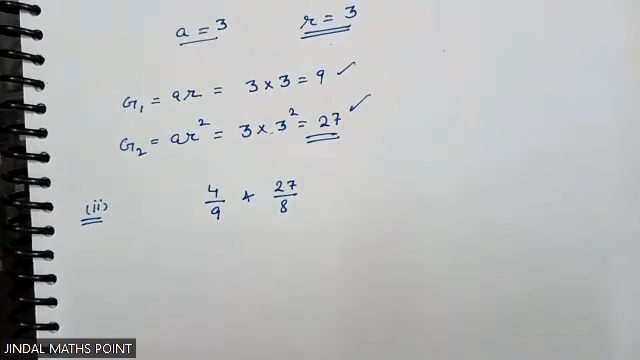 a = 3 r = 3
G₁ = ar = 3 × 3 = 9 ✓
G₂ = ar² = 3 × 3² = 27 ✓
(ii) 4/9 & 27/8
JINDAL MATHS POINT